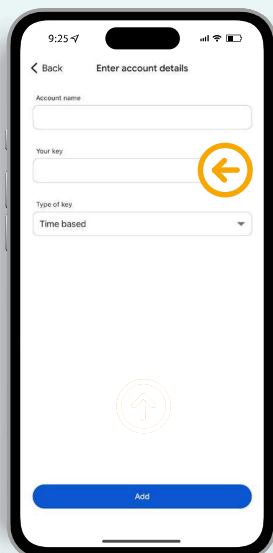 9:25
Back Enter account details
Account name
Your key
Type of key
Time based
Add